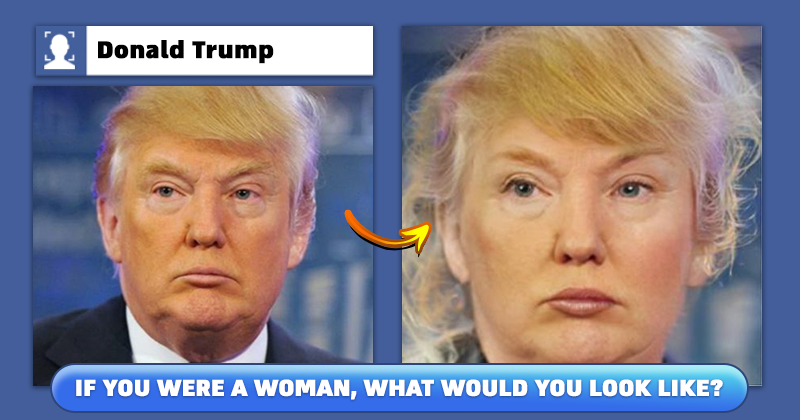 Donald Trump
IF YOU WERE A WOMAN, WHAT WOULD YOU LOOK LIKE?